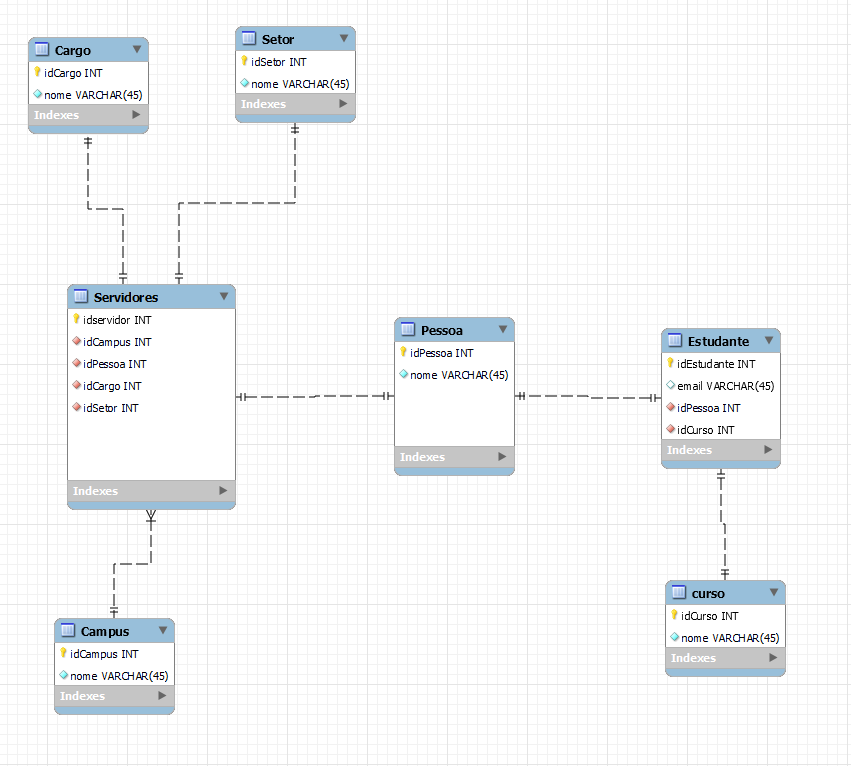 Cargo
idCargo INT
nome VARCHAR(45)
Indexes
Setor
idSetor INT
nome VARCHAR(45)
Indexes
Servidores
idservidor INT
idCampus INT
idPessoa INT
idCargo INT
idSetor INT
Indexes
Pessoa
idPessoa INT
nome VARCHAR(45)
Indexes
Estudante
idEstudante INT
email VARCHAR(45)
idPessoa INT
idCurso INT
Indexes
Campus
idCampus INT
nome VARCHAR(45)
Indexes
curso
idCurso INT
nome VARCHAR(45)
Indexes